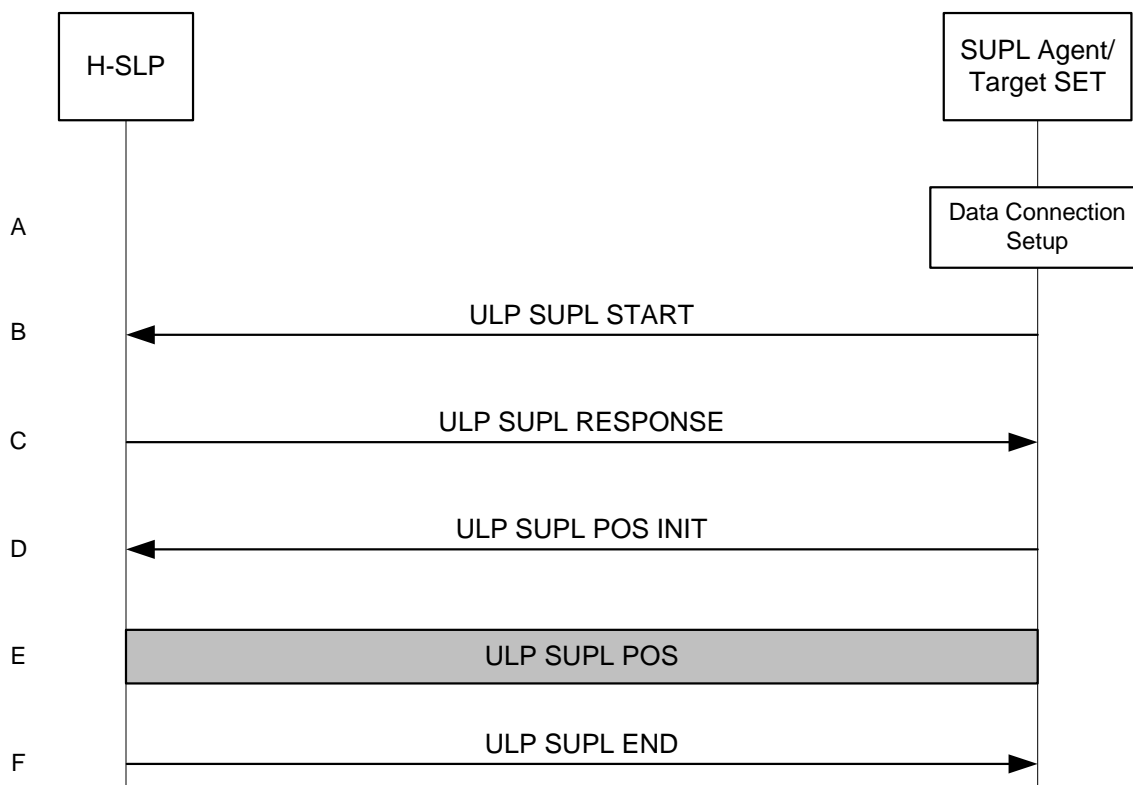 H-SLP
SUPL Agent/
Target SET
A
Data Connection
Setup
B
ULP SUPL START
C
ULP SUPL RESPONSE
D
ULP SUPL POS INIT
E
ULP SUPL POS
F
ULP SUPL END